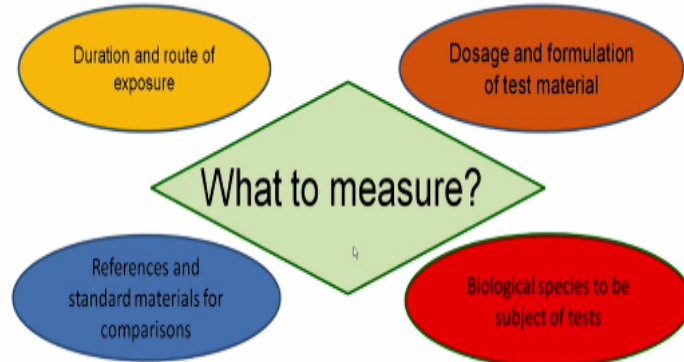 Duration and route of
exposure
Dosage and formulation
of test material
What to measure?
References and
standard materials for
comparisons
Biological species to be
subject of tests